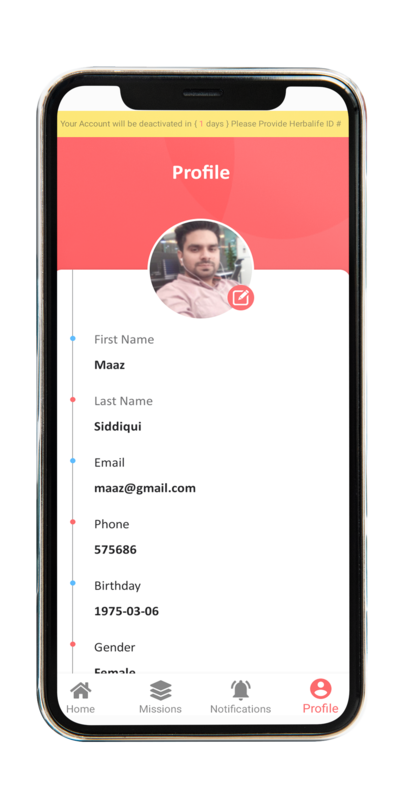 Your Account will be deactivated in ( 1 days ) Please Provide Herbalife ID #
Profile
First Name
Maaz
Last Name
Siddiqui
Email
maaz@gmail.com
Phone
575686
Birthday
1975-03-06
Gender
Female
Home
Missions
Notifications
Profile